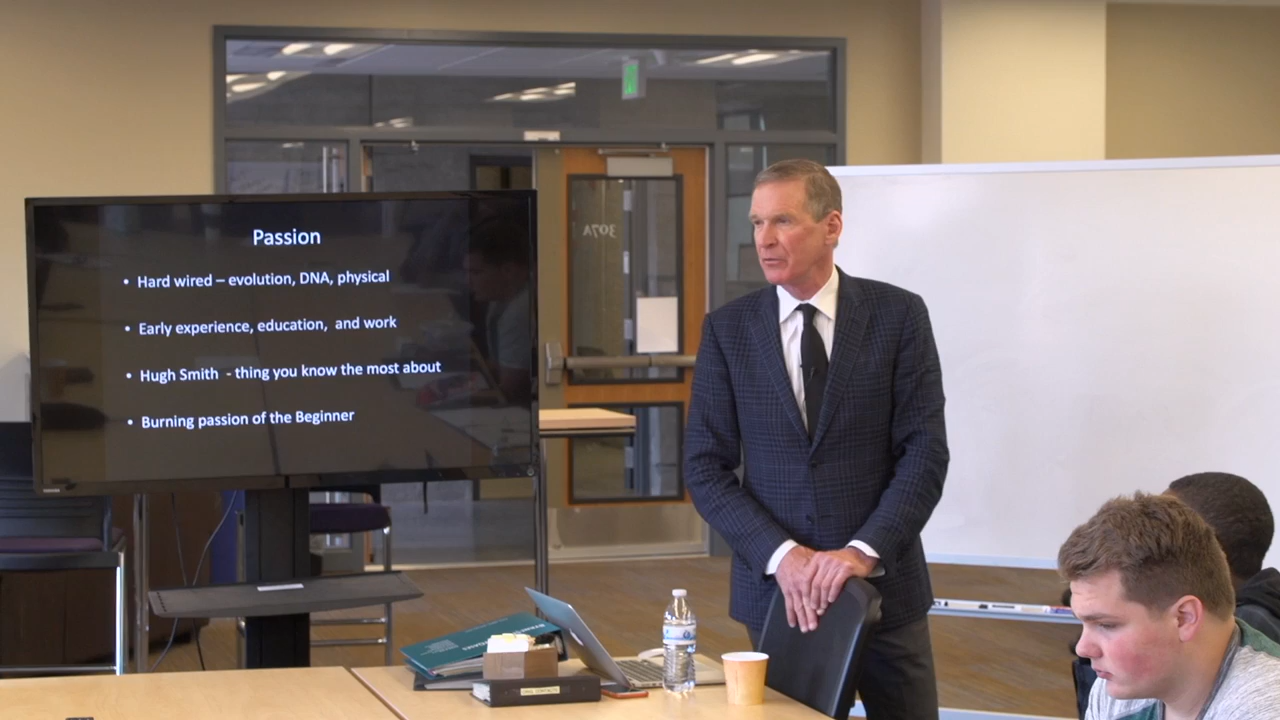 Passion
• Hard wired – evolution, DNA, physical
• Early experience, education, and work
• Hugh Smith - thing you know the most about
• Burning passion of the Beginner
307A